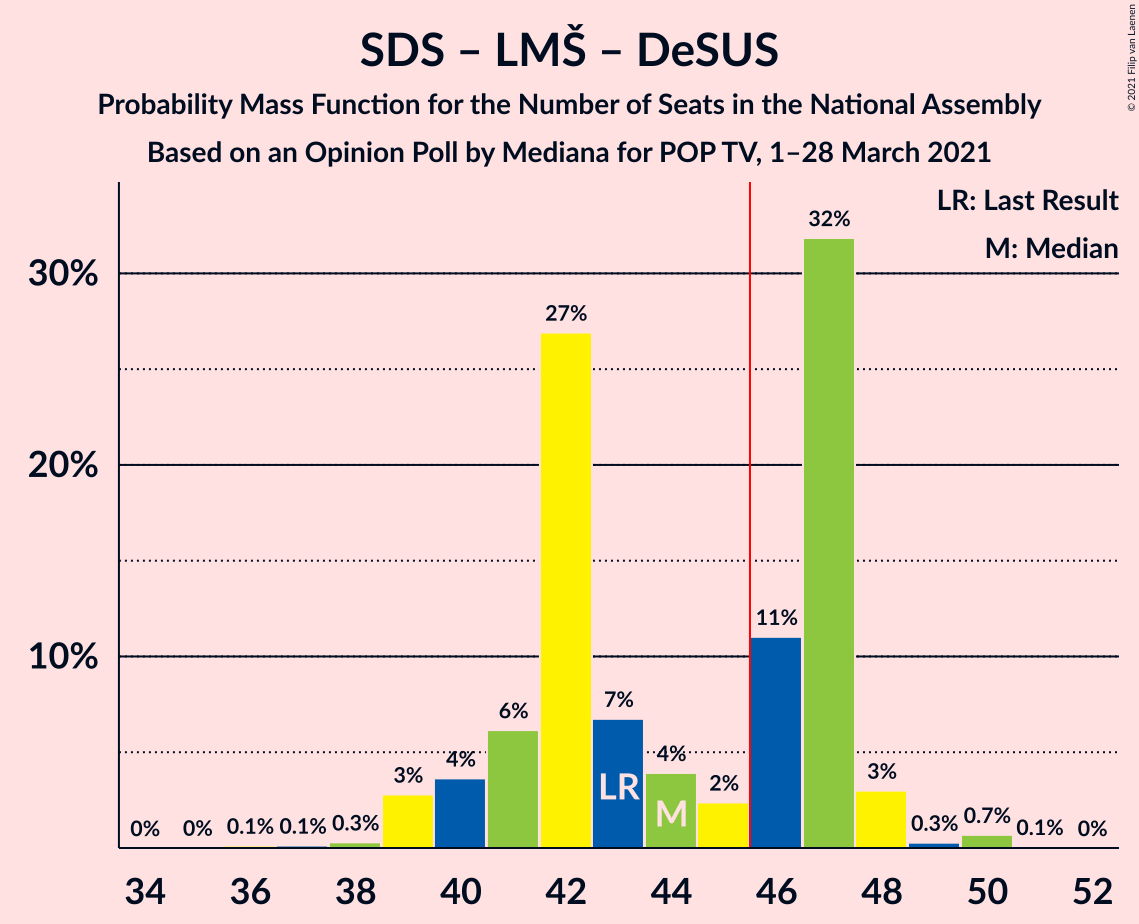 SDS – LMŠ – DeSUS
Probability Mass Function for the Number of Seats in the National Assembly
Based on an Opinion Poll by Mediana for POP TV, 1–28 March 2021
© 2021 Filip van Laenen
LR: Last Result
M: Median
30%
20%
10%
0%
0%
0.1%
0.1%
0.3%
3%
4%
6%
27%
7%
4%
2%
11%
32%
3%
0.3%
0.7%
0.1%
0%
LR
M
34 36 38 40 42 44 46 48 50 52